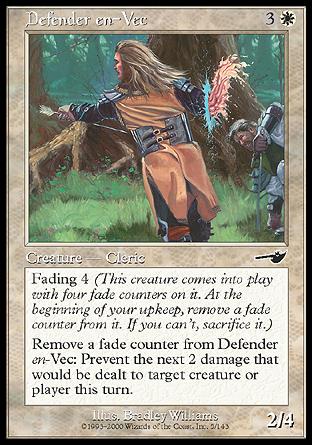 Defender en-Vec 3
Creature — Cleric
Fading 4 (This creature comes into play
with four fade counters on it. At the
beginning of your upkeep, remove a fade
counter from it. If you can't, sacrifice it.)
Remove a fade counter from Defender
en-Vec: Prevent the next 2 damage that
would be dealt to target creature or
player this turn.
2/4
Illus. Bradley Williams
©1993-2000 Wizards of the Coast, Inc. 5/143